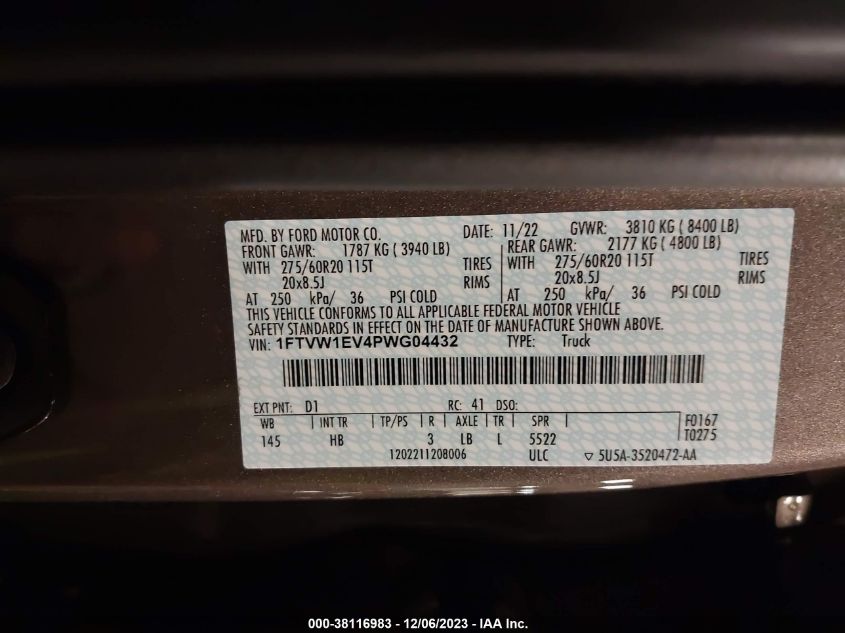 MFD. BY FORD MOTOR CO. DATE: 11/22 GVWR: 3810 KG ( 8400 LB)
FRONT GAWR: 1787 KG ( 3940 LB) REAR GAWR: 2177 KG ( 4800 LB)
WITH 275/60R20 115T TIRES WITH 275/60R20 115T TIRES
20x8.5J RIMS 20x8.5J RIMS
AT 250 kPa/ 36 PSI COLD AT 250 kPa/ 36 PSI COLD
THIS VEHICLE CONFORMS TO ALL APPLICABLE FEDERAL MOTOR VEHICLE
SAFETY STANDARDS IN EFFECT ON THE DATE OF MANUFACTURE SHOWN ABOVE.
VIN: 1FTVW1EV4PWG04432 TYPE: Truck
EXT PNT: D1 RC: 41 DSO:
WB INT TR TP/PS R AXLE TR SPR F0167
145 HB 3 LB L 5522 T0275
1202211208006 ULC ▽ 5U5A-3520472-AA
000-38116983 - 12/06/2023 - IAA Inc.